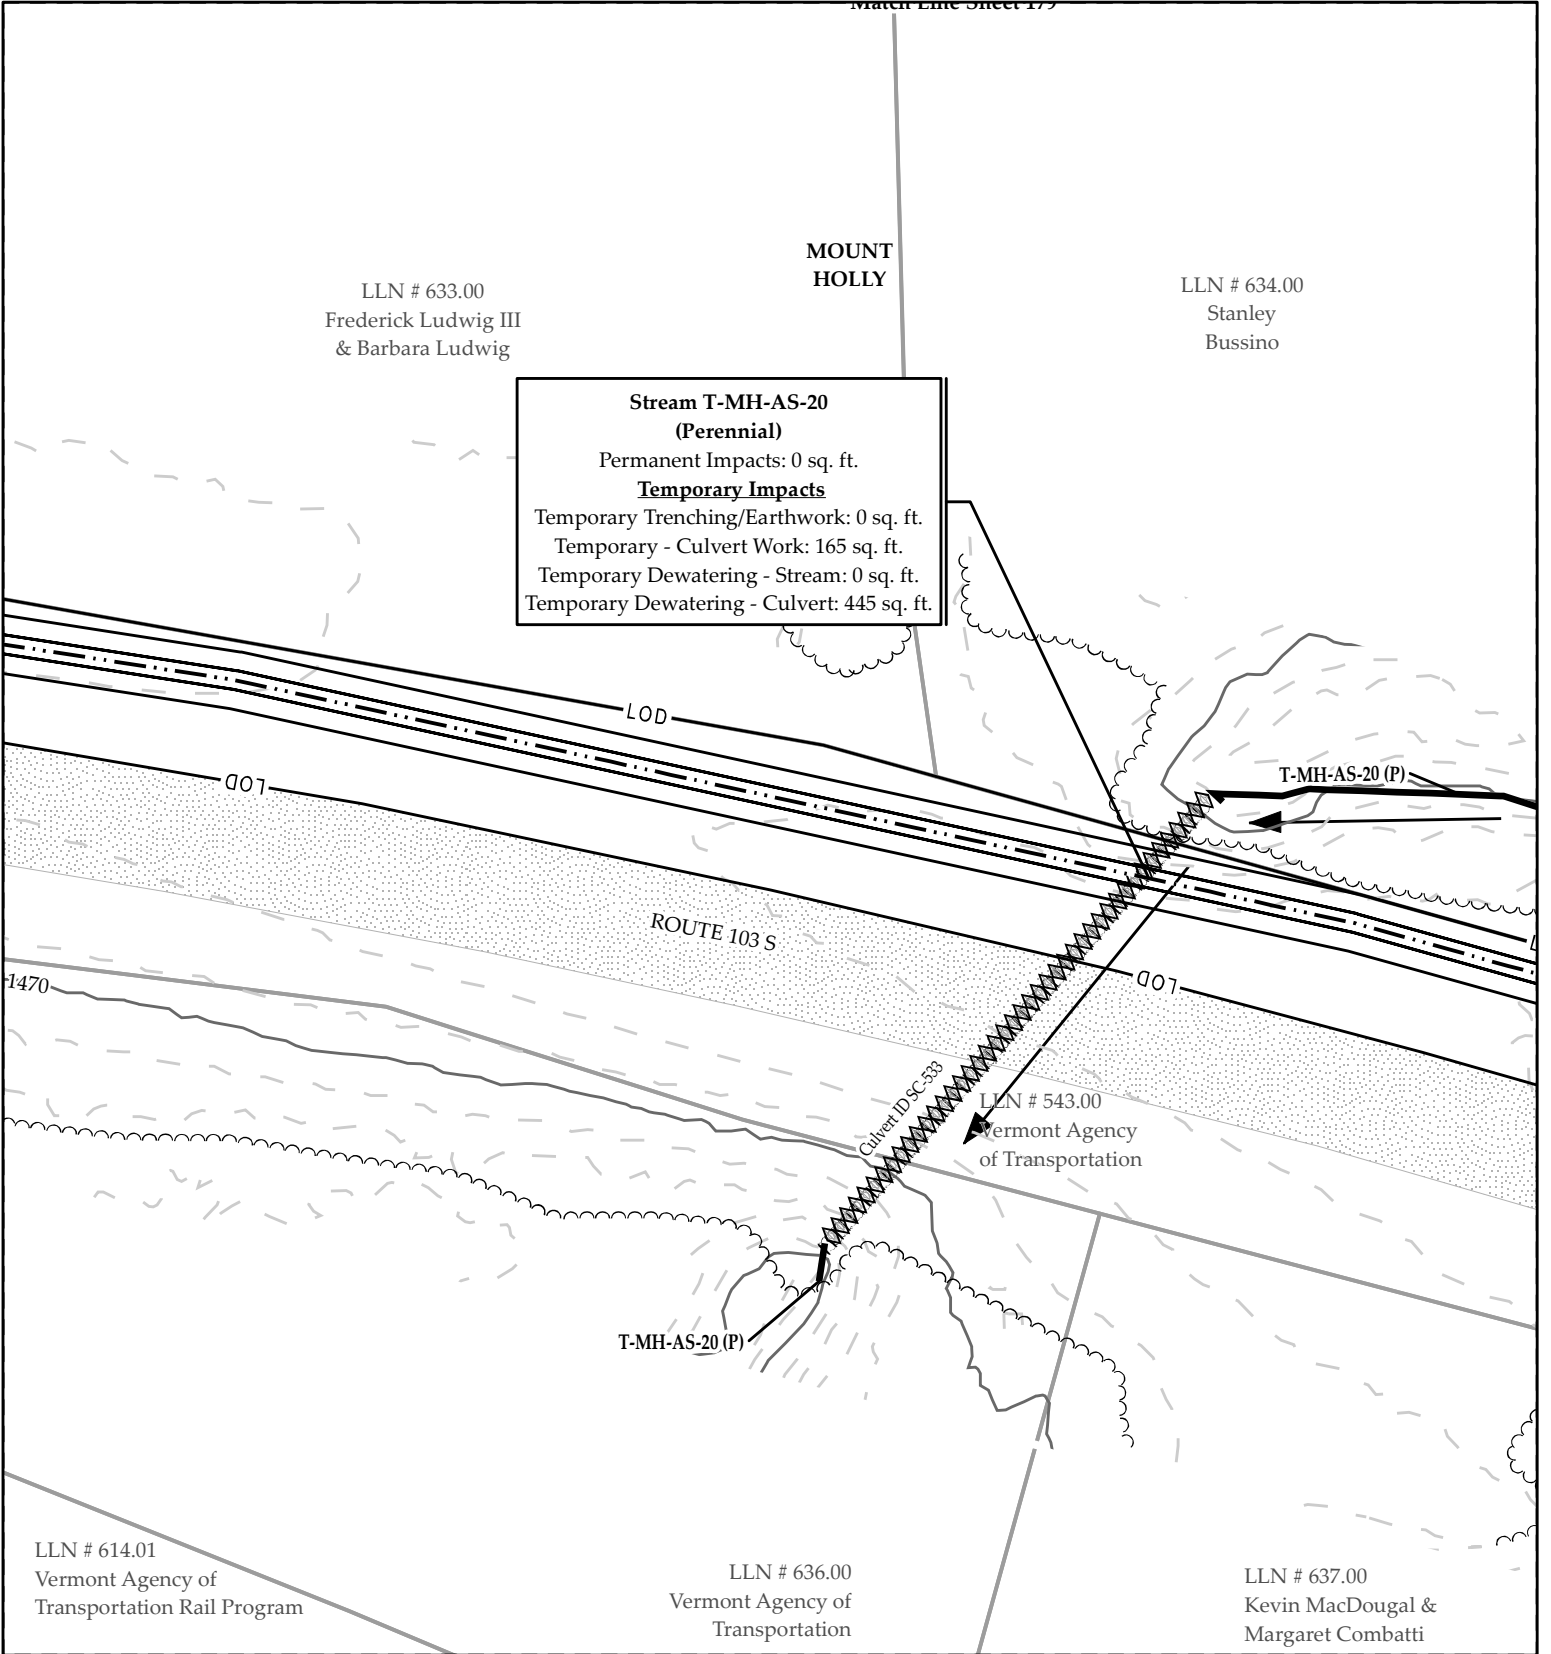 Match Line Sheet 179
MOUNT
HOLLY
LLN # 633.00
Frederick Ludwig III
& Barbara Ludwig
LLN # 634.00
Stanley
Bussino
Stream T-MH-AS-20
(Perennial)
Permanent Impacts: 0 sq. ft.
Temporary Impacts
Temporary Trenching/Earthwork: 0 sq. ft.
Temporary - Culvert Work: 165 sq. ft.
Temporary Dewatering - Stream: 0 sq. ft.
Temporary Dewatering - Culvert: 445 sq. ft.
LOD
LOD
T-MH-AS-20 (P)
ROUTE 103 S
L
LOD
1470
Culvert ID SC-533
LLN # 543.00
Vermont Agency
of Transportation
T-MH-AS-20 (P)
LLN # 614.01
Vermont Agency of
Transportation Rail Program
LLN # 636.00
Vermont Agency of
Transportation
LLN # 637.00
Kevin MacDougal &
Margaret Combatti